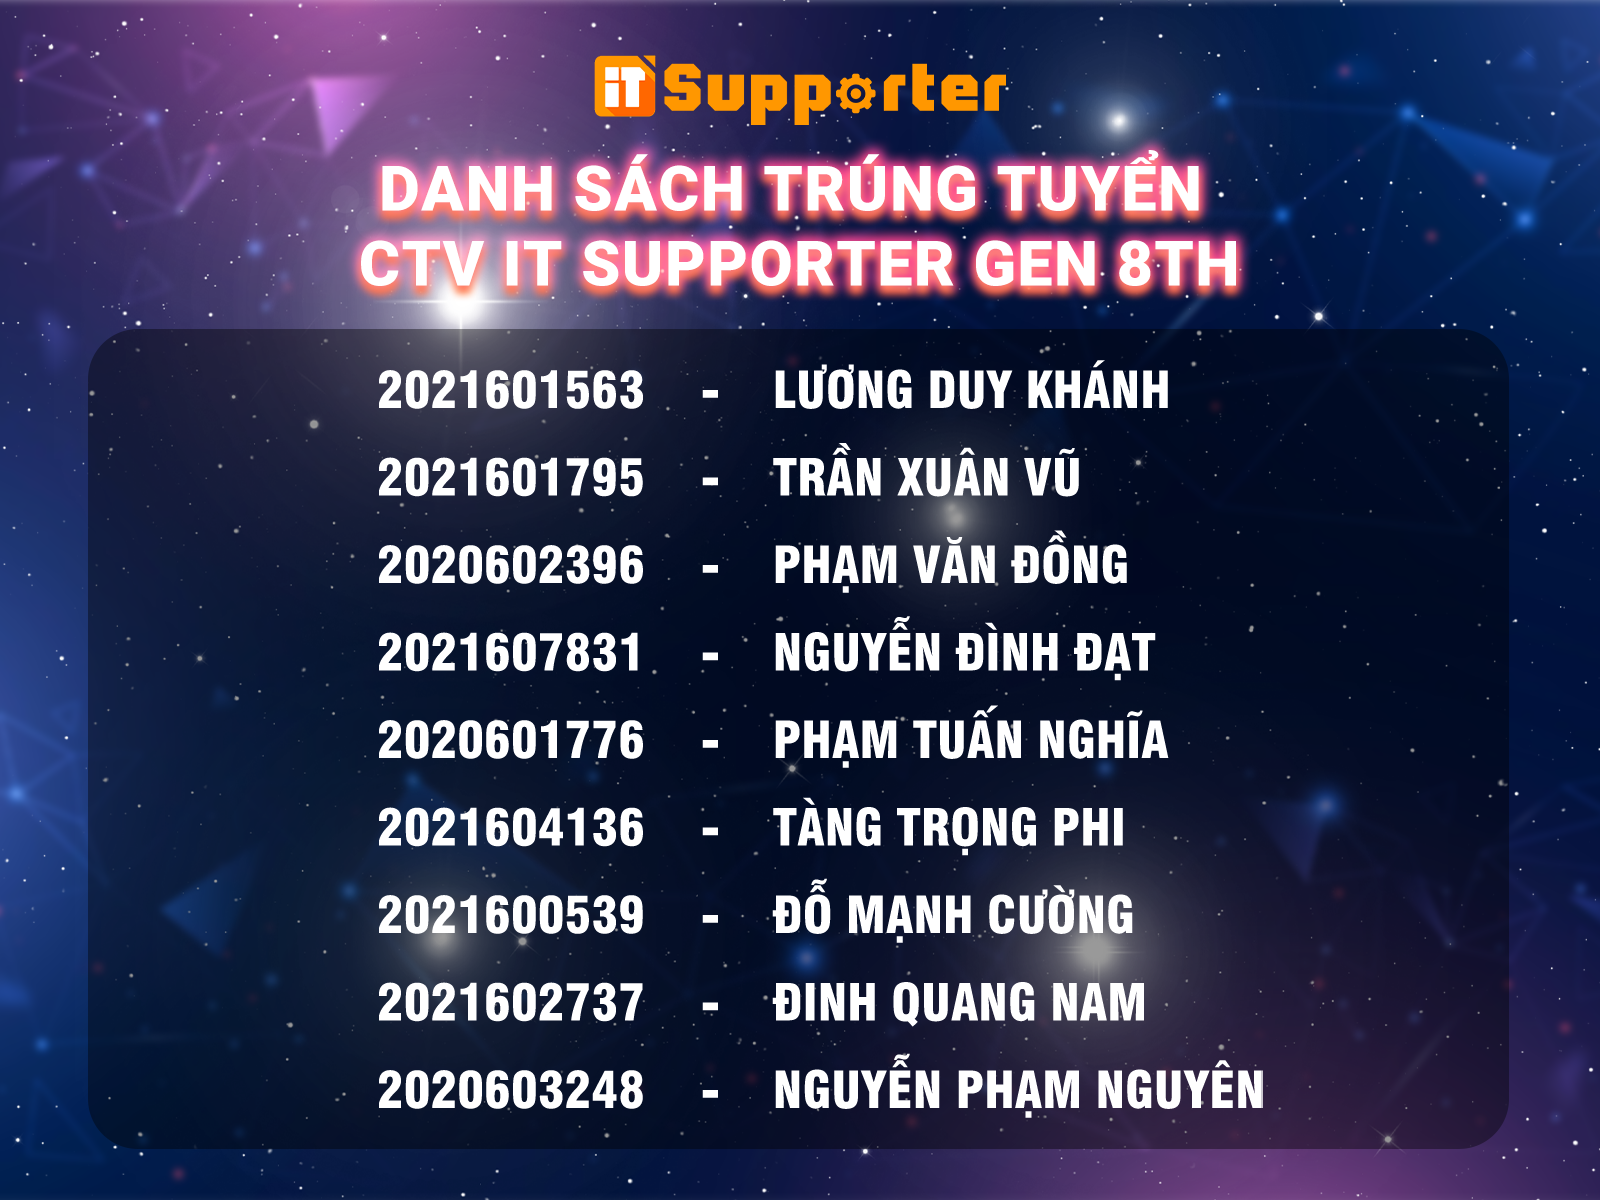 iT Supporter
DANH SÁCH TRÚNG TUYỂN
CTV IT SUPPORTER GEN 8TH
2021601563 - LƯƠNG DUY KHÁNH
2021601795 - TRẦN XUÂN VŨ
2020602396 - PHẠM VĂN ĐỒNG
2021607831 - NGUYỄN ĐÌNH ĐẠT
2020601776 - PHẠM TUẤN NGHĨA
2021604136 - TÀNG TRỌNG PHI
2021600539 - ĐỖ MẠNH CƯỜNG
2021602737 - ĐINH QUANG NAM
2020603248 - NGUYỄN PHẠM NGUYÊN